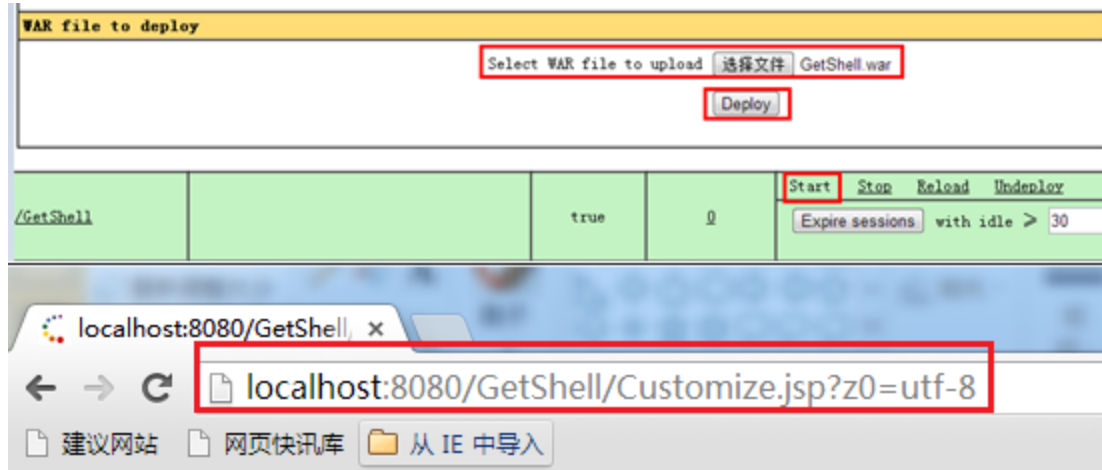 WAR file to deploy
Select WAR file to upload 选择文件 GetShell.war
Deploy
Start Stop Reload Undeploy
/GetShell true 0 Expire sessions with idle ≥ 30
localhost:8080/GetShell/ ×
localhost:8080/GetShell/Customize.jsp?z0=utf-8
建议网站 网页快讯库 从 IE 中导入